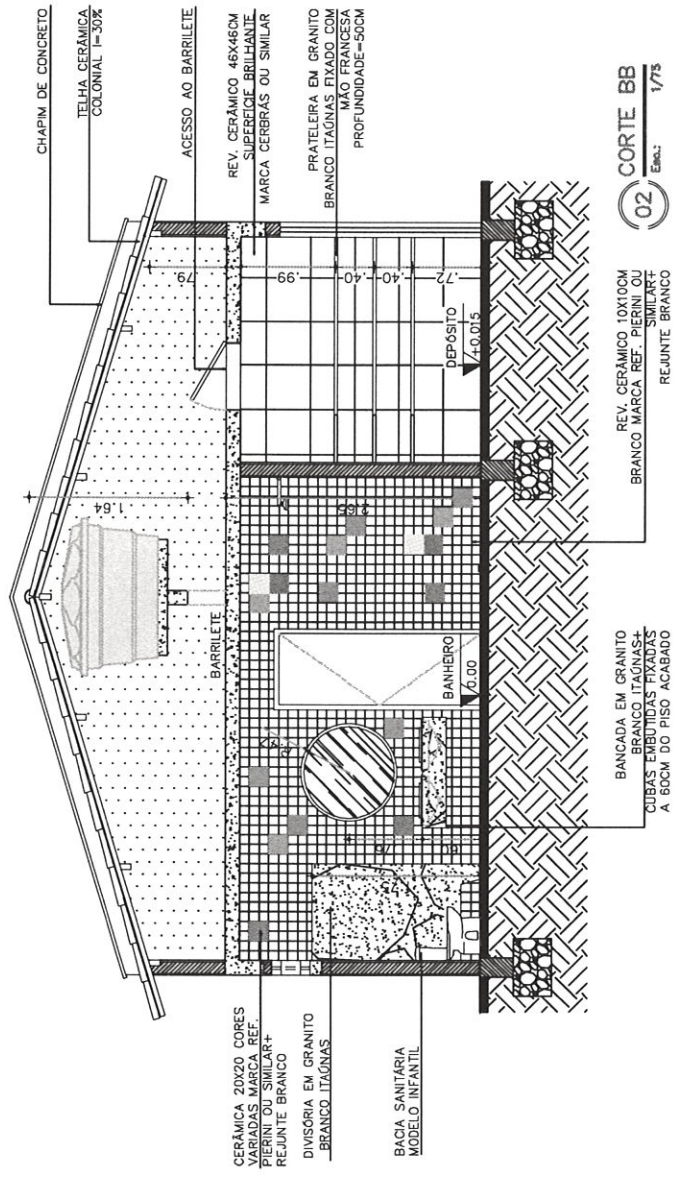 CHAPIM DE CONCRETO
TELHA CERÂMICA
COLONIAL I=30%
ACESSO AO BARRILETE
REV. CERÂMICO 46X46CM
SUPERFÍCIE BRILHANTE
MARCA CERBRÁS OU SIMILAR
PRATELEIRA EM GRANITO
BRANCO ITAÚNAS FIXADO COM
MÃO FRANCESA
PROFUNDIDADE=50CM
1.64
.79
BARRILETE
2.65
.99
.40
.40
.72
DEPÓSITO
+0.015
BANHEIRO
0.00
.76
.60
CERÂMICA 20X20 CORES
VARIADAS MARCA REF.
PIERINI OU SIMILAR+
REJUNTE BRANCO
DIVISÓRIA EM GRANITO
BRANCO ITAÚNAS
BACIA SANITÁRIA
MODELO INFANTIL
BANCADA EM GRANITO
BRANCO ITAÚNAS+
CUBAS EMBUTIDAS FIXADAS
A 60CM DO PISO ACABADO
REV. CERÂMICO 10X10CM
BRANCO MARCA REF. PIERINI OU
SIMILAR+
REJUNTE BRANCO
02 CORTE BB
Esc.: 1/75